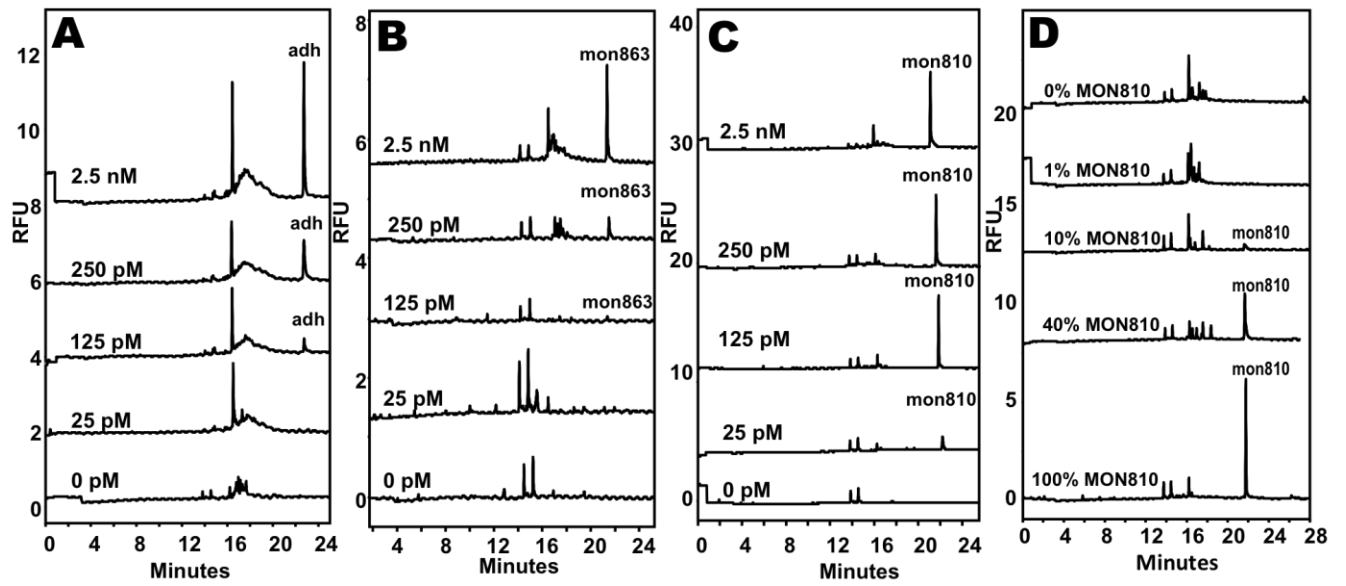 A
RFU
12
10
8
6
4
2
0
adh
2.5 nM
adh
250 pM
adh
125 pM
25 pM
0 pM
0 4 8 12 16 20 24
Minutes
B
RFU
8
6
4
2
0
mon863
2.5 nM
mon863
250 pM
mon863
125 pM
25 pM
0 pM
4 8 12 16 20 24
Minutes
C
RFU
40
30
20
10
0
mon810
2.5 nM
mon810
250 pM
mon810
125 pM
mon810
25 pM
0 pM
0 4 8 12 16 20 24
Minutes
D
RFU
20
15
10
5
0
0% MON810
1% MON810
10% MON810
mon810
40% MON810
mon810
mon810
100% MON810
0 4 8 12 16 20 24 28
Minutes